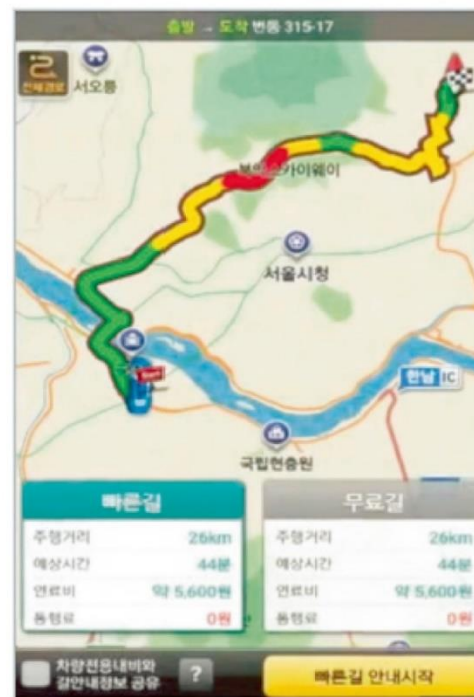 출발 → 도착 번동 315-17
전체경로
서오릉
북악스카이웨이
서울시청
한남 IC
국립현충원
빠른길
무료길
주행거리 26km
주행거리 26km
예상시간 44분
예상시간 44분
연료비 약 5,600원
연료비 약 5,600원
통행료 0원
통행료 0원
차량전용내비와
길안내정보 공유
?
빠른길 안내시작